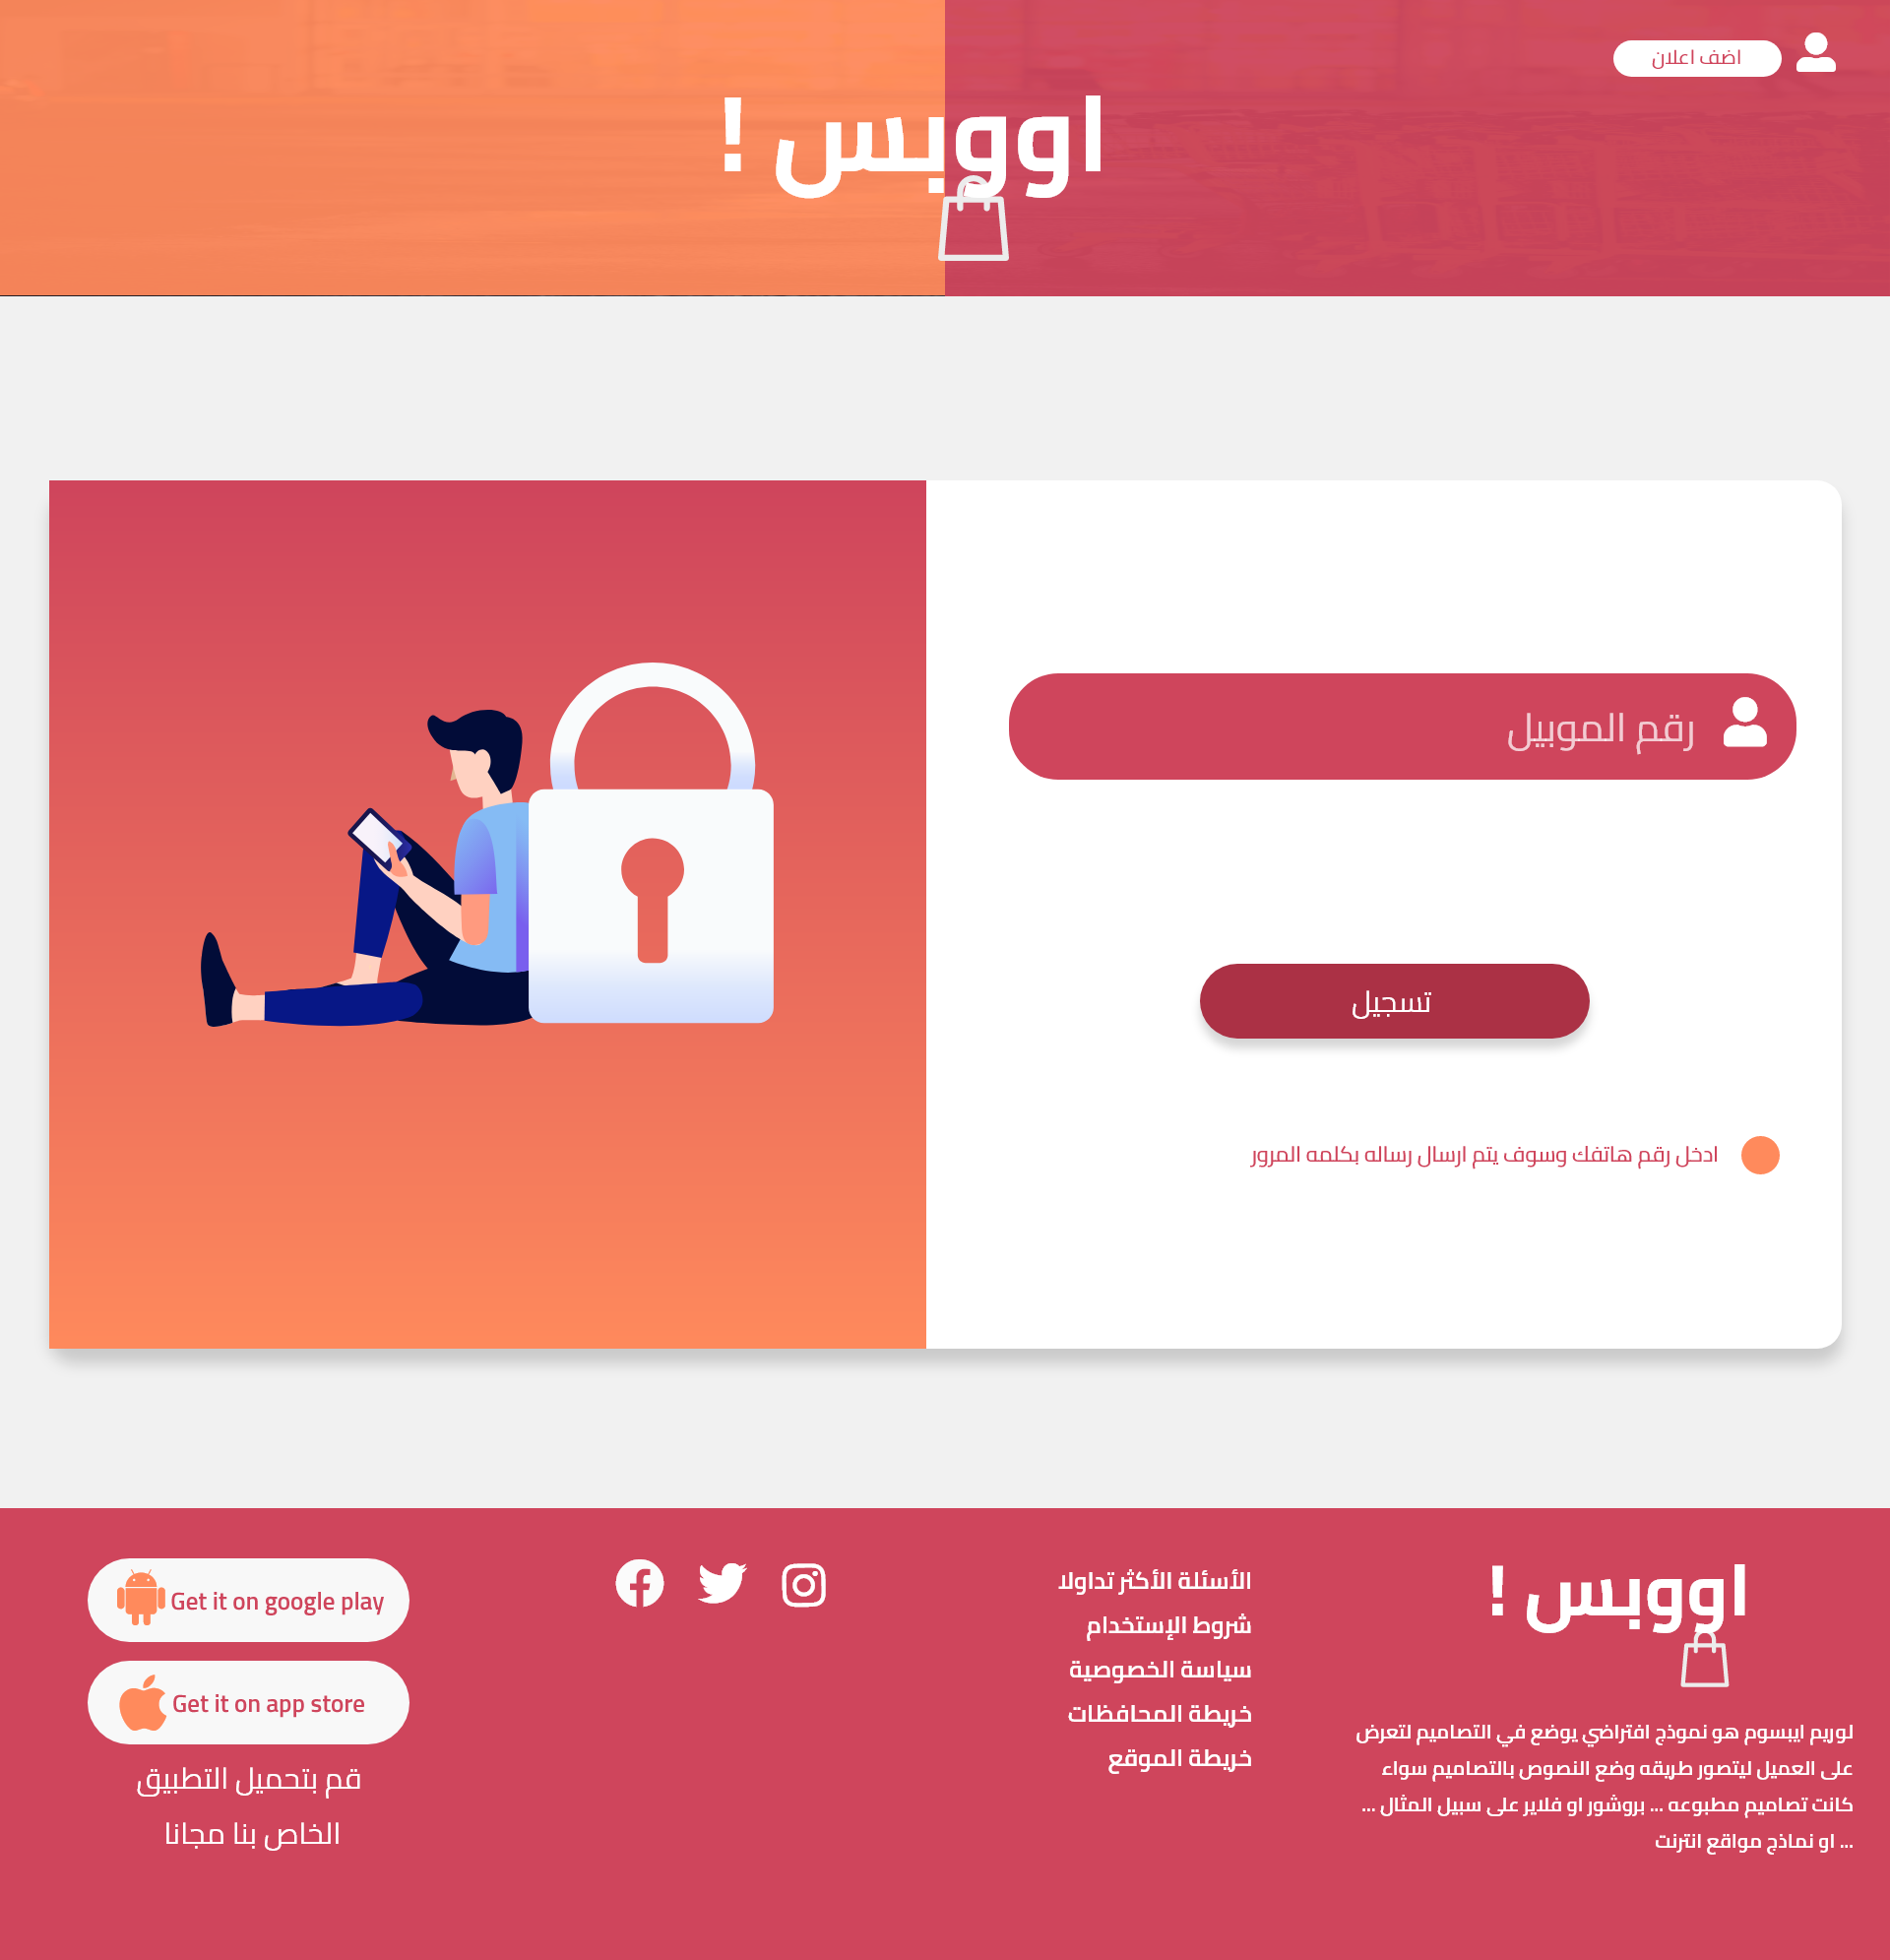 اضف اعلان
اووبس !
رقم الموبيل
تسجيل
ادخل رقم هاتفك وسوف يتم ارسال رساله بكلمه المرور
اووبس !
لوريم ايبسوم هو نموذج افتراضي يوضع في التصاميم لتعرض
على العميل ليتصور طريقه وضع النصوص بالتصاميم سواء
كانت تصاميم مطبوعه ... بروشور او فلاير على سبيل المثال ...
... او نماذج مواقع انترنت
الأسئلة الأكثر تداولا
شروط الإستخدام
سياسة الخصوصية
خريطة المحافظات
خريطة الموقع
Get it on google play
Get it on app store
قم بتحميل التطبيق
الخاص بنا مجانا